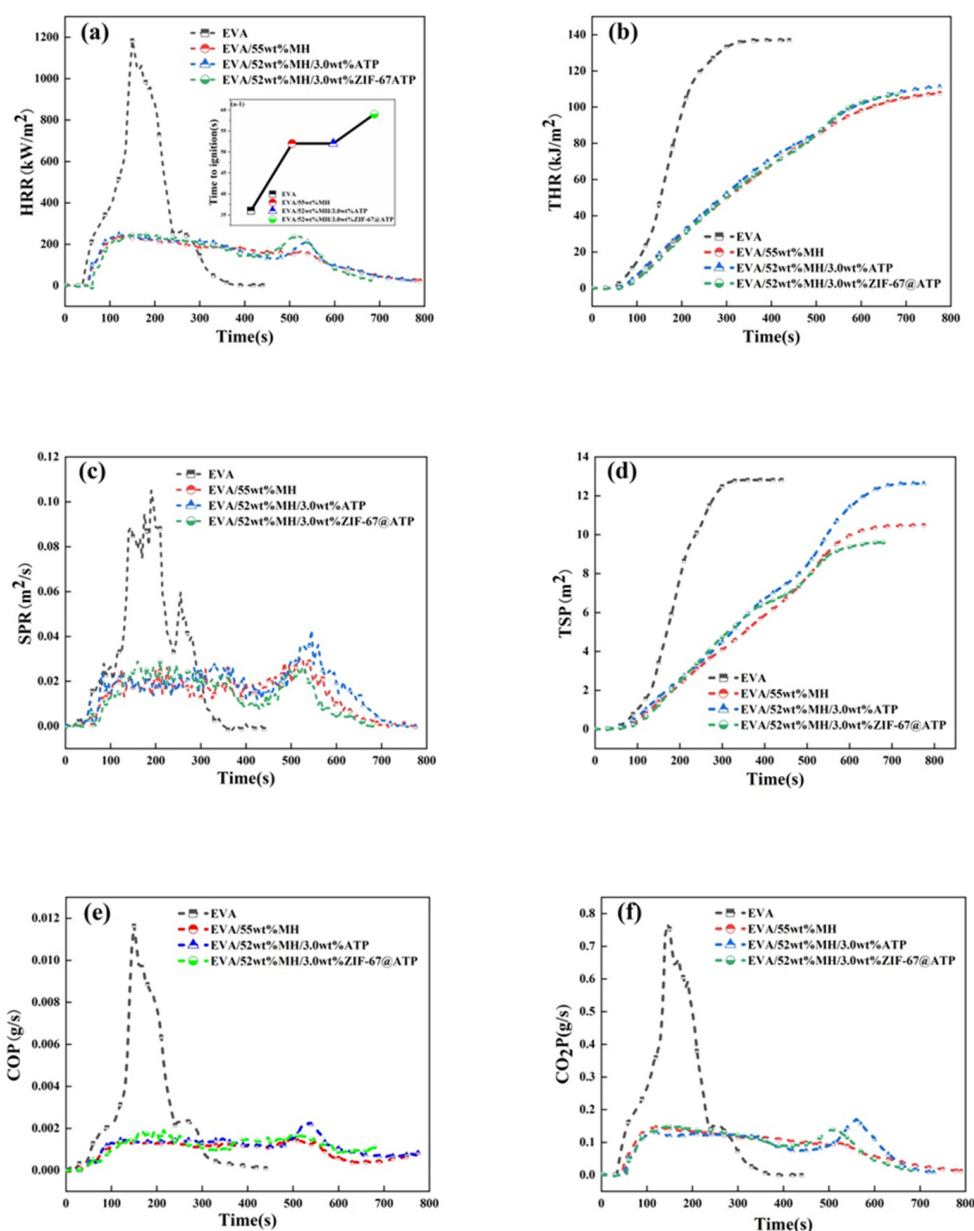 (a)
EVA
EVA/55wt%MH
EVA/52wt%MH/3.0wt%ATP
EVA/52wt%MH/3.0wt%ZIF-67ATP
HRR (kW/m²)
1200
1000
800
600
400
200
0
(a-1)
Time to ignition(s)
60
55
50
45
40
35
EVA
EVA/55wt%MH
EVA/52wt%MH/3.0wt%ATP
EVA/52wt%MH/3.0wt%ZIF-67@ATP
0 100 200 300 400 500 600 700 800
Time(s)
(b)
THR (kJ/m²)
140
120
100
80
60
40
20
0
EVA
EVA/55wt%MH
EVA/52wt%MH/3.0wt%ATP
EVA/52wt%MH/3.0wt%ZIF-67@ATP
0 100 200 300 400 500 600 700 800
Time(s)
(c)
EVA
EVA/55wt%MH
EVA/52wt%MH/3.0wt%ATP
EVA/52wt%MH/3.0wt%ZIF-67@ATP
SPR (m²/s)
0.12
0.10
0.08
0.06
0.04
0.02
0.00
0 100 200 300 400 500 600 700 800
Time(s)
(d)
TSP (m²)
14
12
10
8
6
4
2
0
EVA
EVA/55wt%MH
EVA/52wt%MH/3.0wt%ATP
EVA/52wt%MH/3.0wt%ZIF-67@ATP
0 100 200 300 400 500 600 700 800
Time(s)
(e)
EVA
EVA/55wt%MH
EVA/52wt%MH/3.0wt%ATP
EVA/52wt%MH/3.0wt%ZIF-67@ATP
COP (g/s)
0.012
0.010
0.008
0.006
0.004
0.002
0.000
0 100 200 300 400 500 600 700 800
Time(s)
(f)
EVA
EVA/55wt%MH
EVA/52wt%MH/3.0wt%ATP
EVA/52wt%MH/3.0wt%ZIF-67@ATP
CO₂P(g/s)
0.8
0.7
0.6
0.5
0.4
0.3
0.2
0.1
0.0
0 100 200 300 400 500 600 700 800
Time(s)